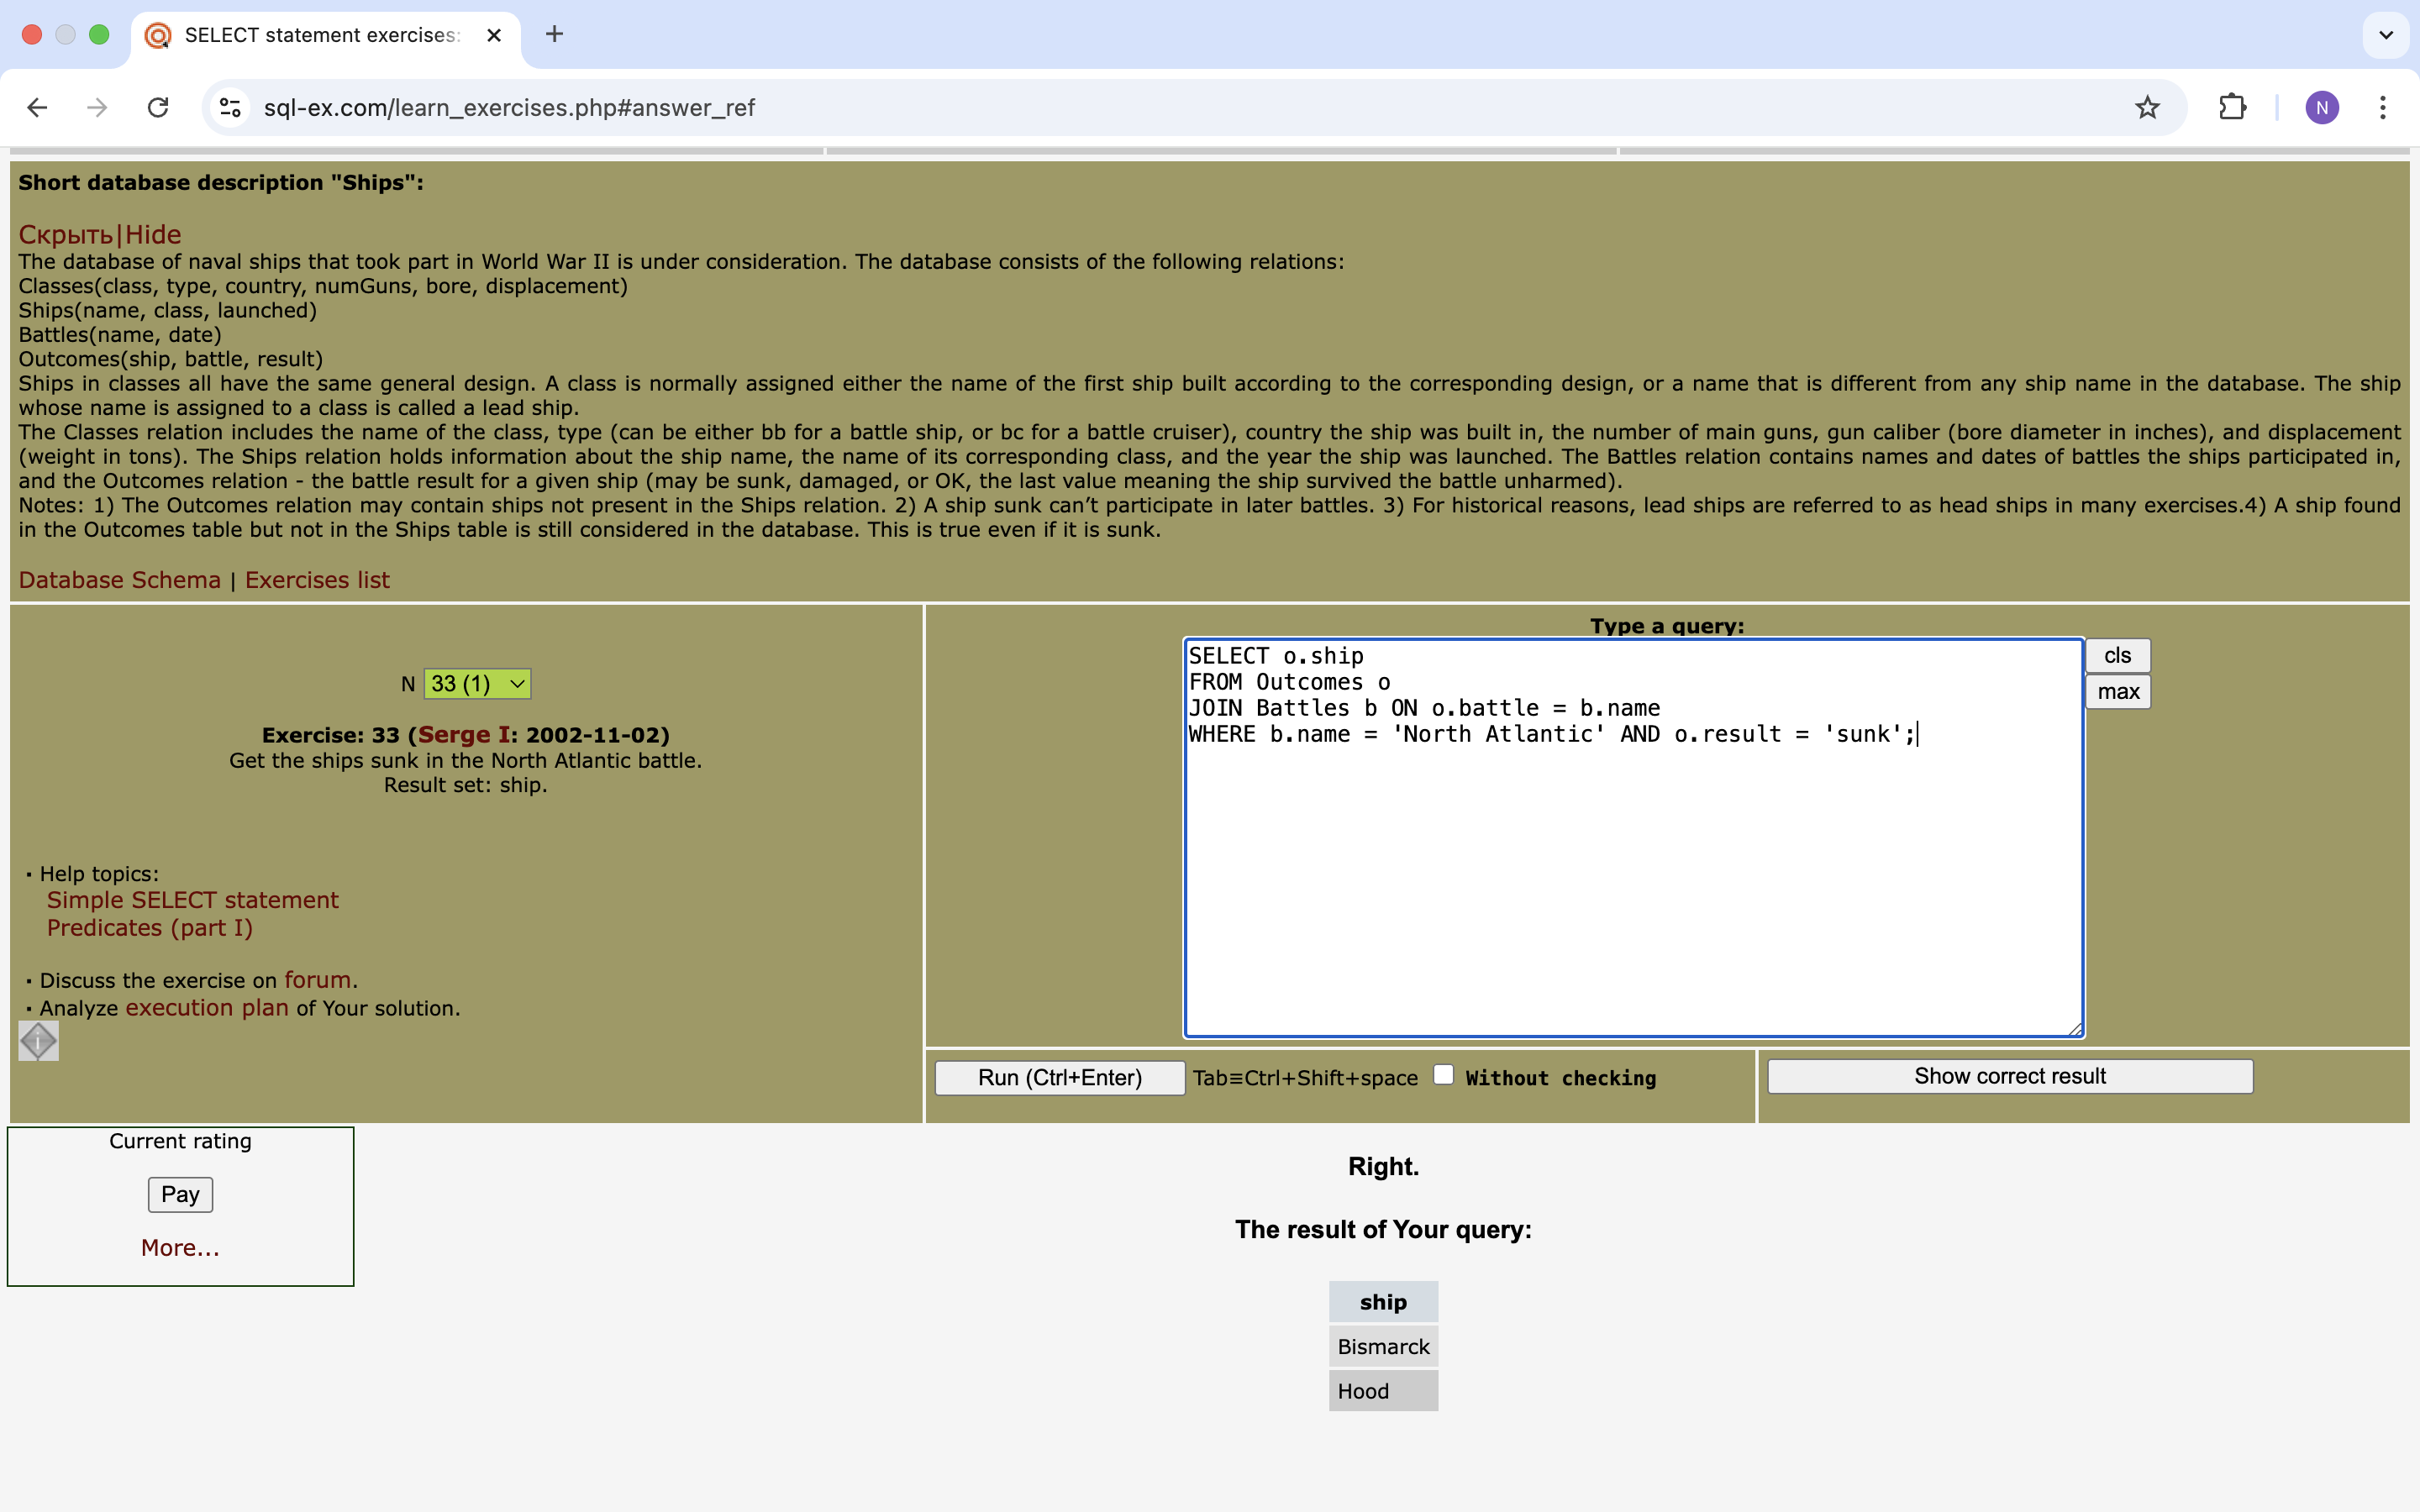 SELECT statement exercises:
sql-ex.com/learn_exercises.php#answer_ref
N
Short database description "Ships":
Скрыть|Hide
The database of naval ships that took part in World War II is under consideration. The database consists of the following relations:
Classes(class, type, country, numGuns, bore, displacement)
Ships(name, class, launched)
Battles(name, date)
Outcomes(ship, battle, result)
Ships in classes all have the same general design. A class is normally assigned either the name of the first ship built according to the corresponding design, or a name that is different from any ship name in the database. The ship
whose name is assigned to a class is called a lead ship.
The Classes relation includes the name of the class, type (can be either bb for a battle ship, or bc for a battle cruiser), country the ship was built in, the number of main guns, gun caliber (bore diameter in inches), and displacement
(weight in tons). The Ships relation holds information about the ship name, the name of its corresponding class, and the year the ship was launched. The Battles relation contains names and dates of battles the ships participated in,
and the Outcomes relation - the battle result for a given ship (may be sunk, damaged, or OK, the last value meaning the ship survived the battle unharmed).
Notes: 1) The Outcomes relation may contain ships not present in the Ships relation. 2) A ship sunk can’t participate in later battles. 3) For historical reasons, lead ships are referred to as head ships in many exercises.4) A ship found
in the Outcomes table but not in the Ships table is still considered in the database. This is true even if it is sunk.
Database Schema | Exercises list
N 33 (1)
Exercise: 33 (Serge I: 2002-11-02)
Get the ships sunk in the North Atlantic battle.
Result set: ship.
▪ Help topics:
Simple SELECT statement
Predicates (part I)
▪ Discuss the exercise on forum.
▪ Analyze execution plan of Your solution.
Type a query:
SELECT o.ship
FROM Outcomes o
JOIN Battles b ON o.battle = b.name
WHERE b.name = 'North Atlantic' AND o.result = 'sunk';
cls
max
Run (Ctrl+Enter) Tab≡Ctrl+Shift+space Without checking
Show correct result
Current rating
Pay
More...
Right.
The result of Your query:
ship
Bismarck
Hood